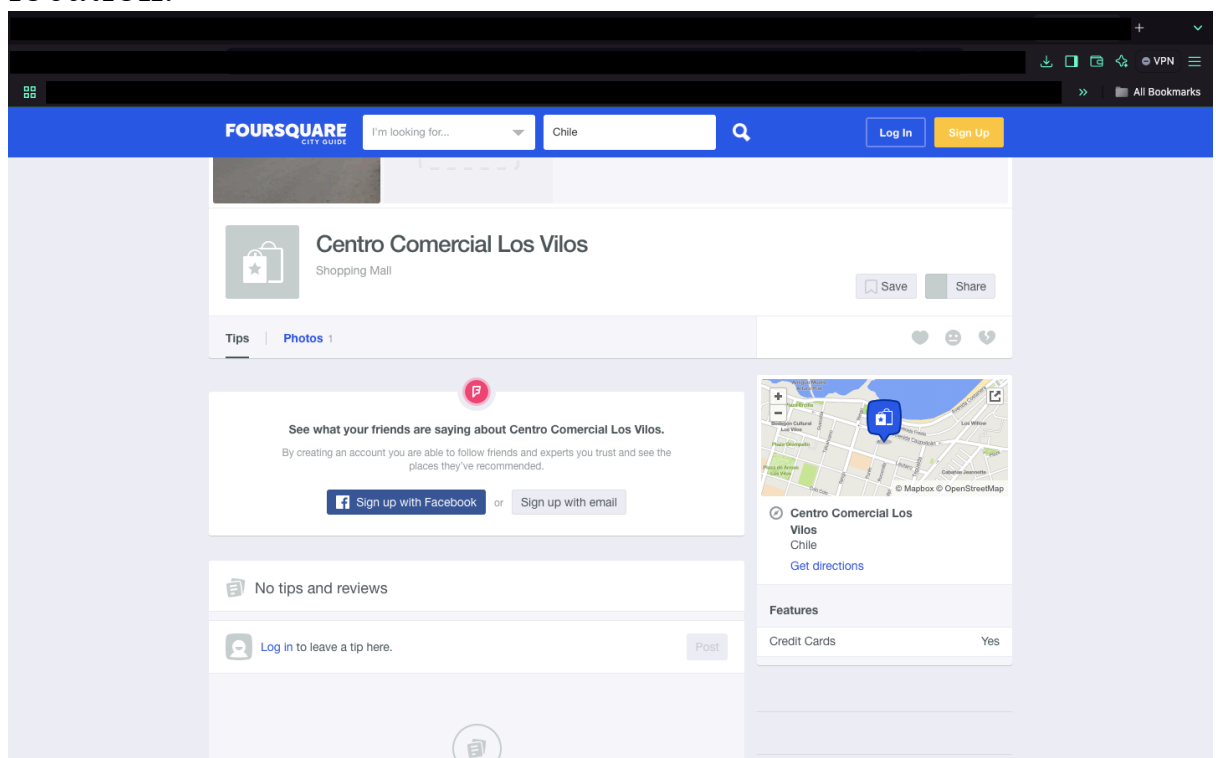 VPN
All Bookmarks
FOURSQUARE
CITY GUIDE
I'm looking for...
Chile
Log In
Sign Up
Centro Comercial Los Vilos
Shopping Mall
Save
Share
Tips
Photos 1
See what your friends are saying about Centro Comercial Los Vilos.
By creating an account you are able to follow friends and experts you trust and see the
places they've recommended.
Sign up with Facebook
or
Sign up with email
No tips and reviews
Log in to leave a tip here.
Post
+
-
Los Vilos
© Mapbox © OpenStreetMap
Centro Comercial Los
Vilos
Chile
Get directions
Features
Credit Cards
Yes